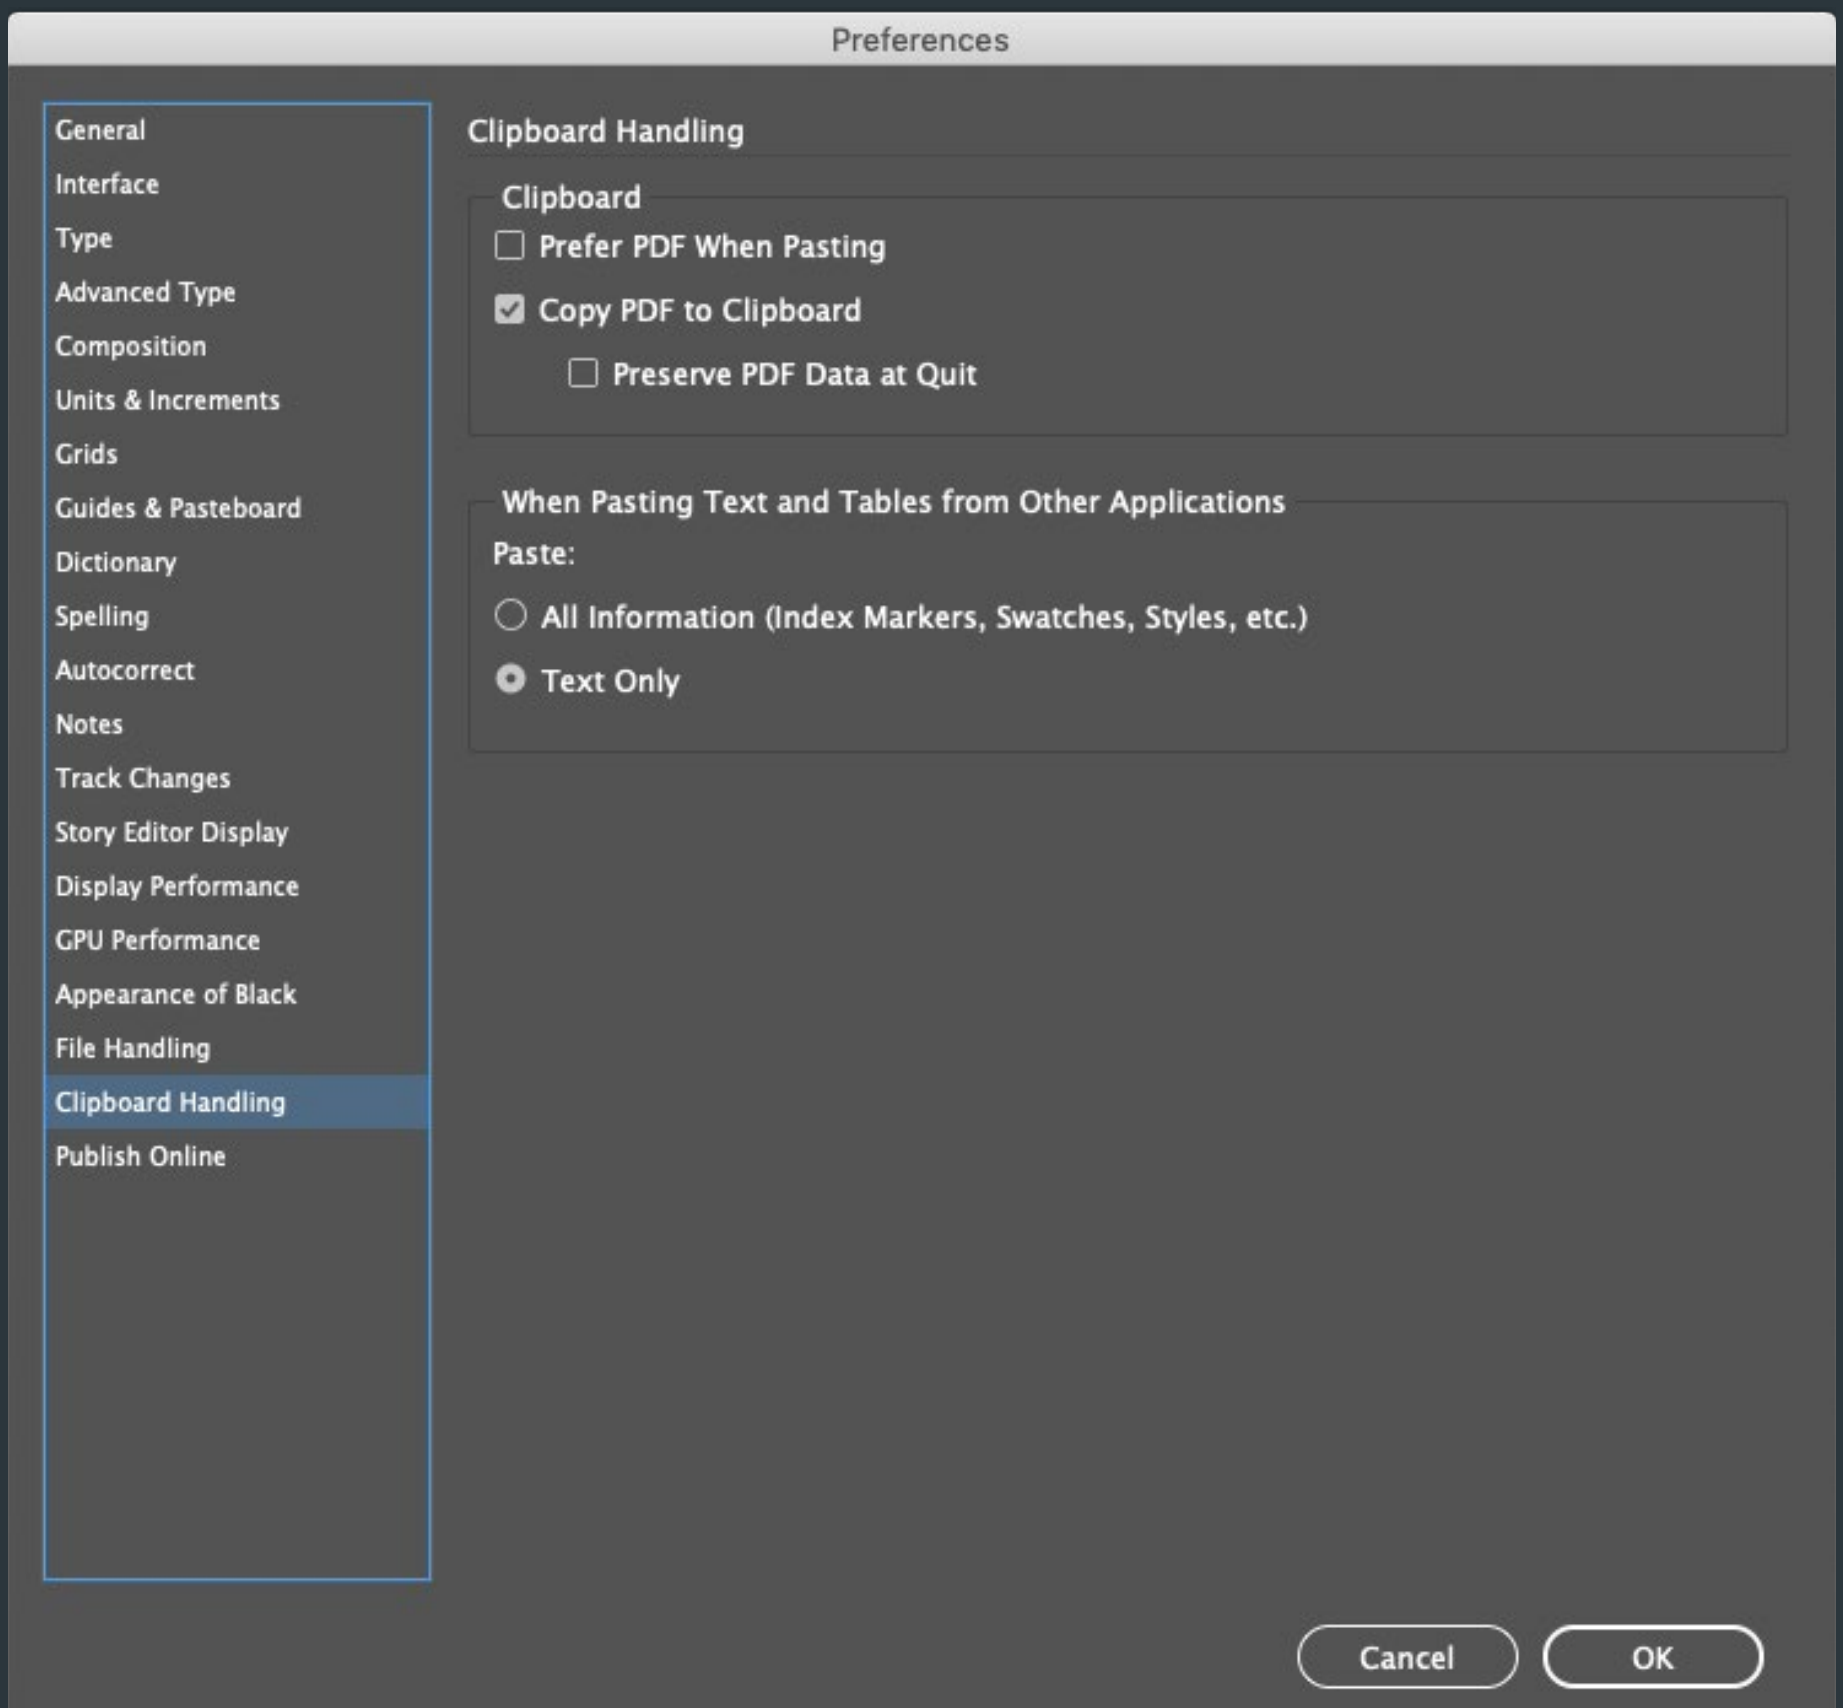 Preferences
General
Interface
Type
Advanced Type
Composition
Units & Increments
Grids
Guides & Pasteboard
Dictionary
Spelling
Autocorrect
Notes
Track Changes
Story Editor Display
Display Performance
GPU Performance
Appearance of Black
File Handling
Clipboard Handling
Publish Online
Clipboard Handling
Clipboard
Prefer PDF When Pasting
Copy PDF to Clipboard
Preserve PDF Data at Quit
When Pasting Text and Tables from Other Applications
Paste:
All Information (Index Markers, Swatches, Styles, etc.)
Text Only
Cancel
OK